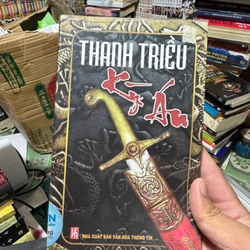 THANH TRIỀU
Kỳ Án
NHÀ XUẤT BẢN VĂN HÓA THÔNG TIN